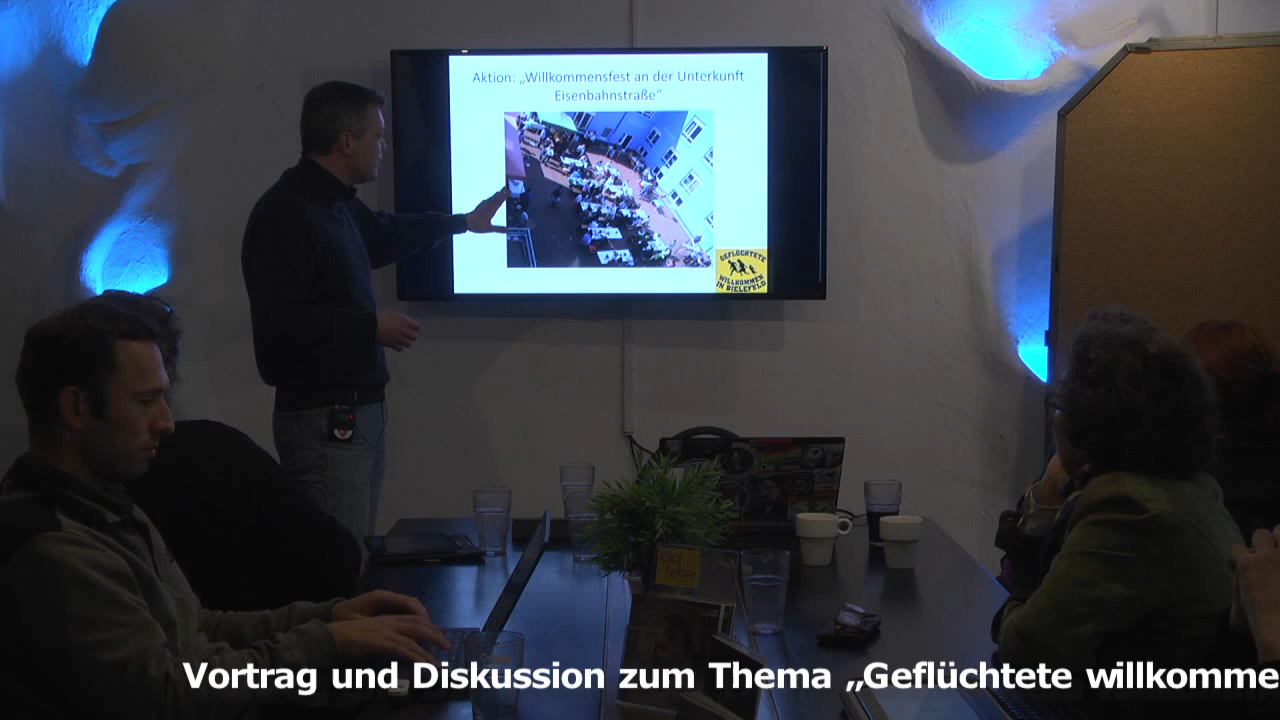 Aktion: „Willkommensfest an der Unterkunft
Eisenbahnstraße“
GEFLÜCHTETE
WILLKOMMEN
IN BIELEFELD
Vortrag und Diskussion zum Thema „Geflüchtete willkomme